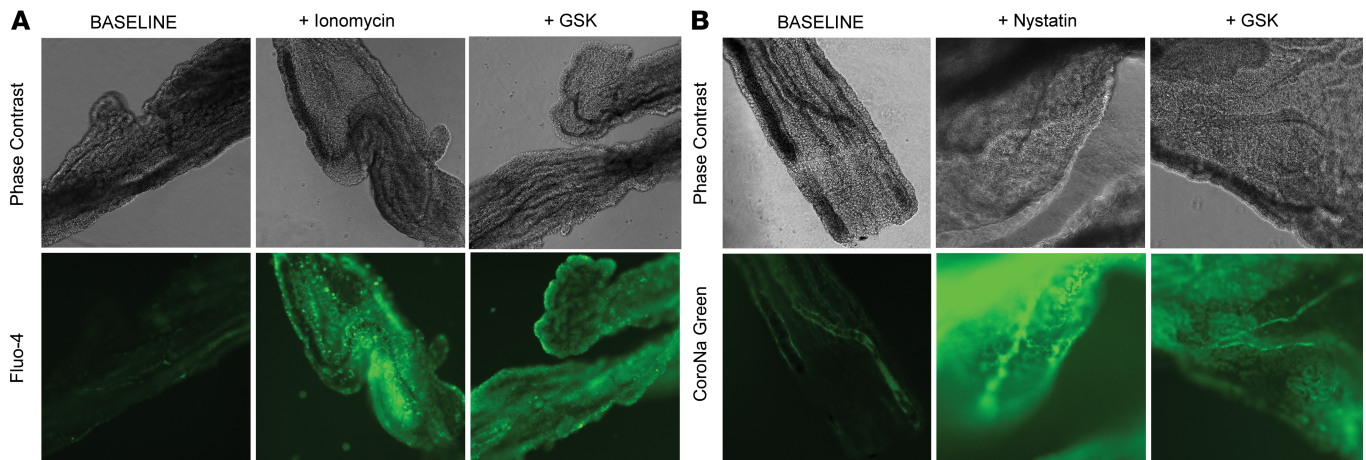 A
BASELINE
+ Ionomycin
+ GSK
Phase Contrast
Fluo-4
B
BASELINE
+ Nystatin
+ GSK
Phase Contrast
CoroNa Green